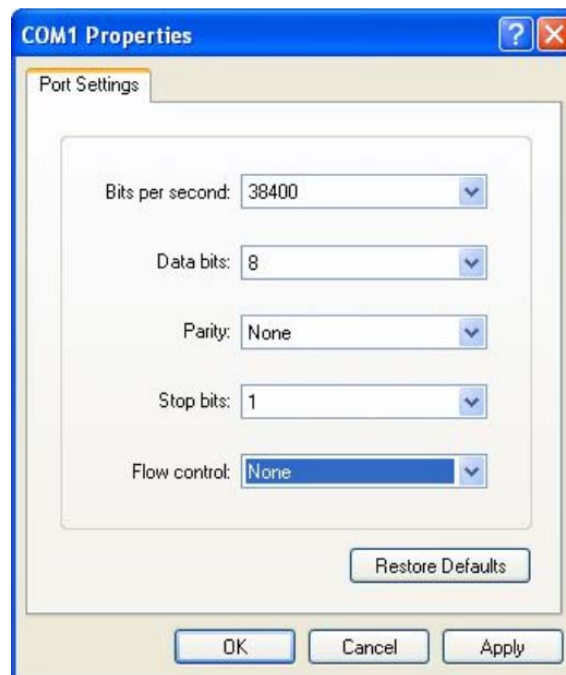 COM1 Properties
Port Settings
Bits per second: 38400
Data bits: 8
Parity: None
Stop bits: 1
Flow control: None
Restore Defaults
OK Cancel Apply